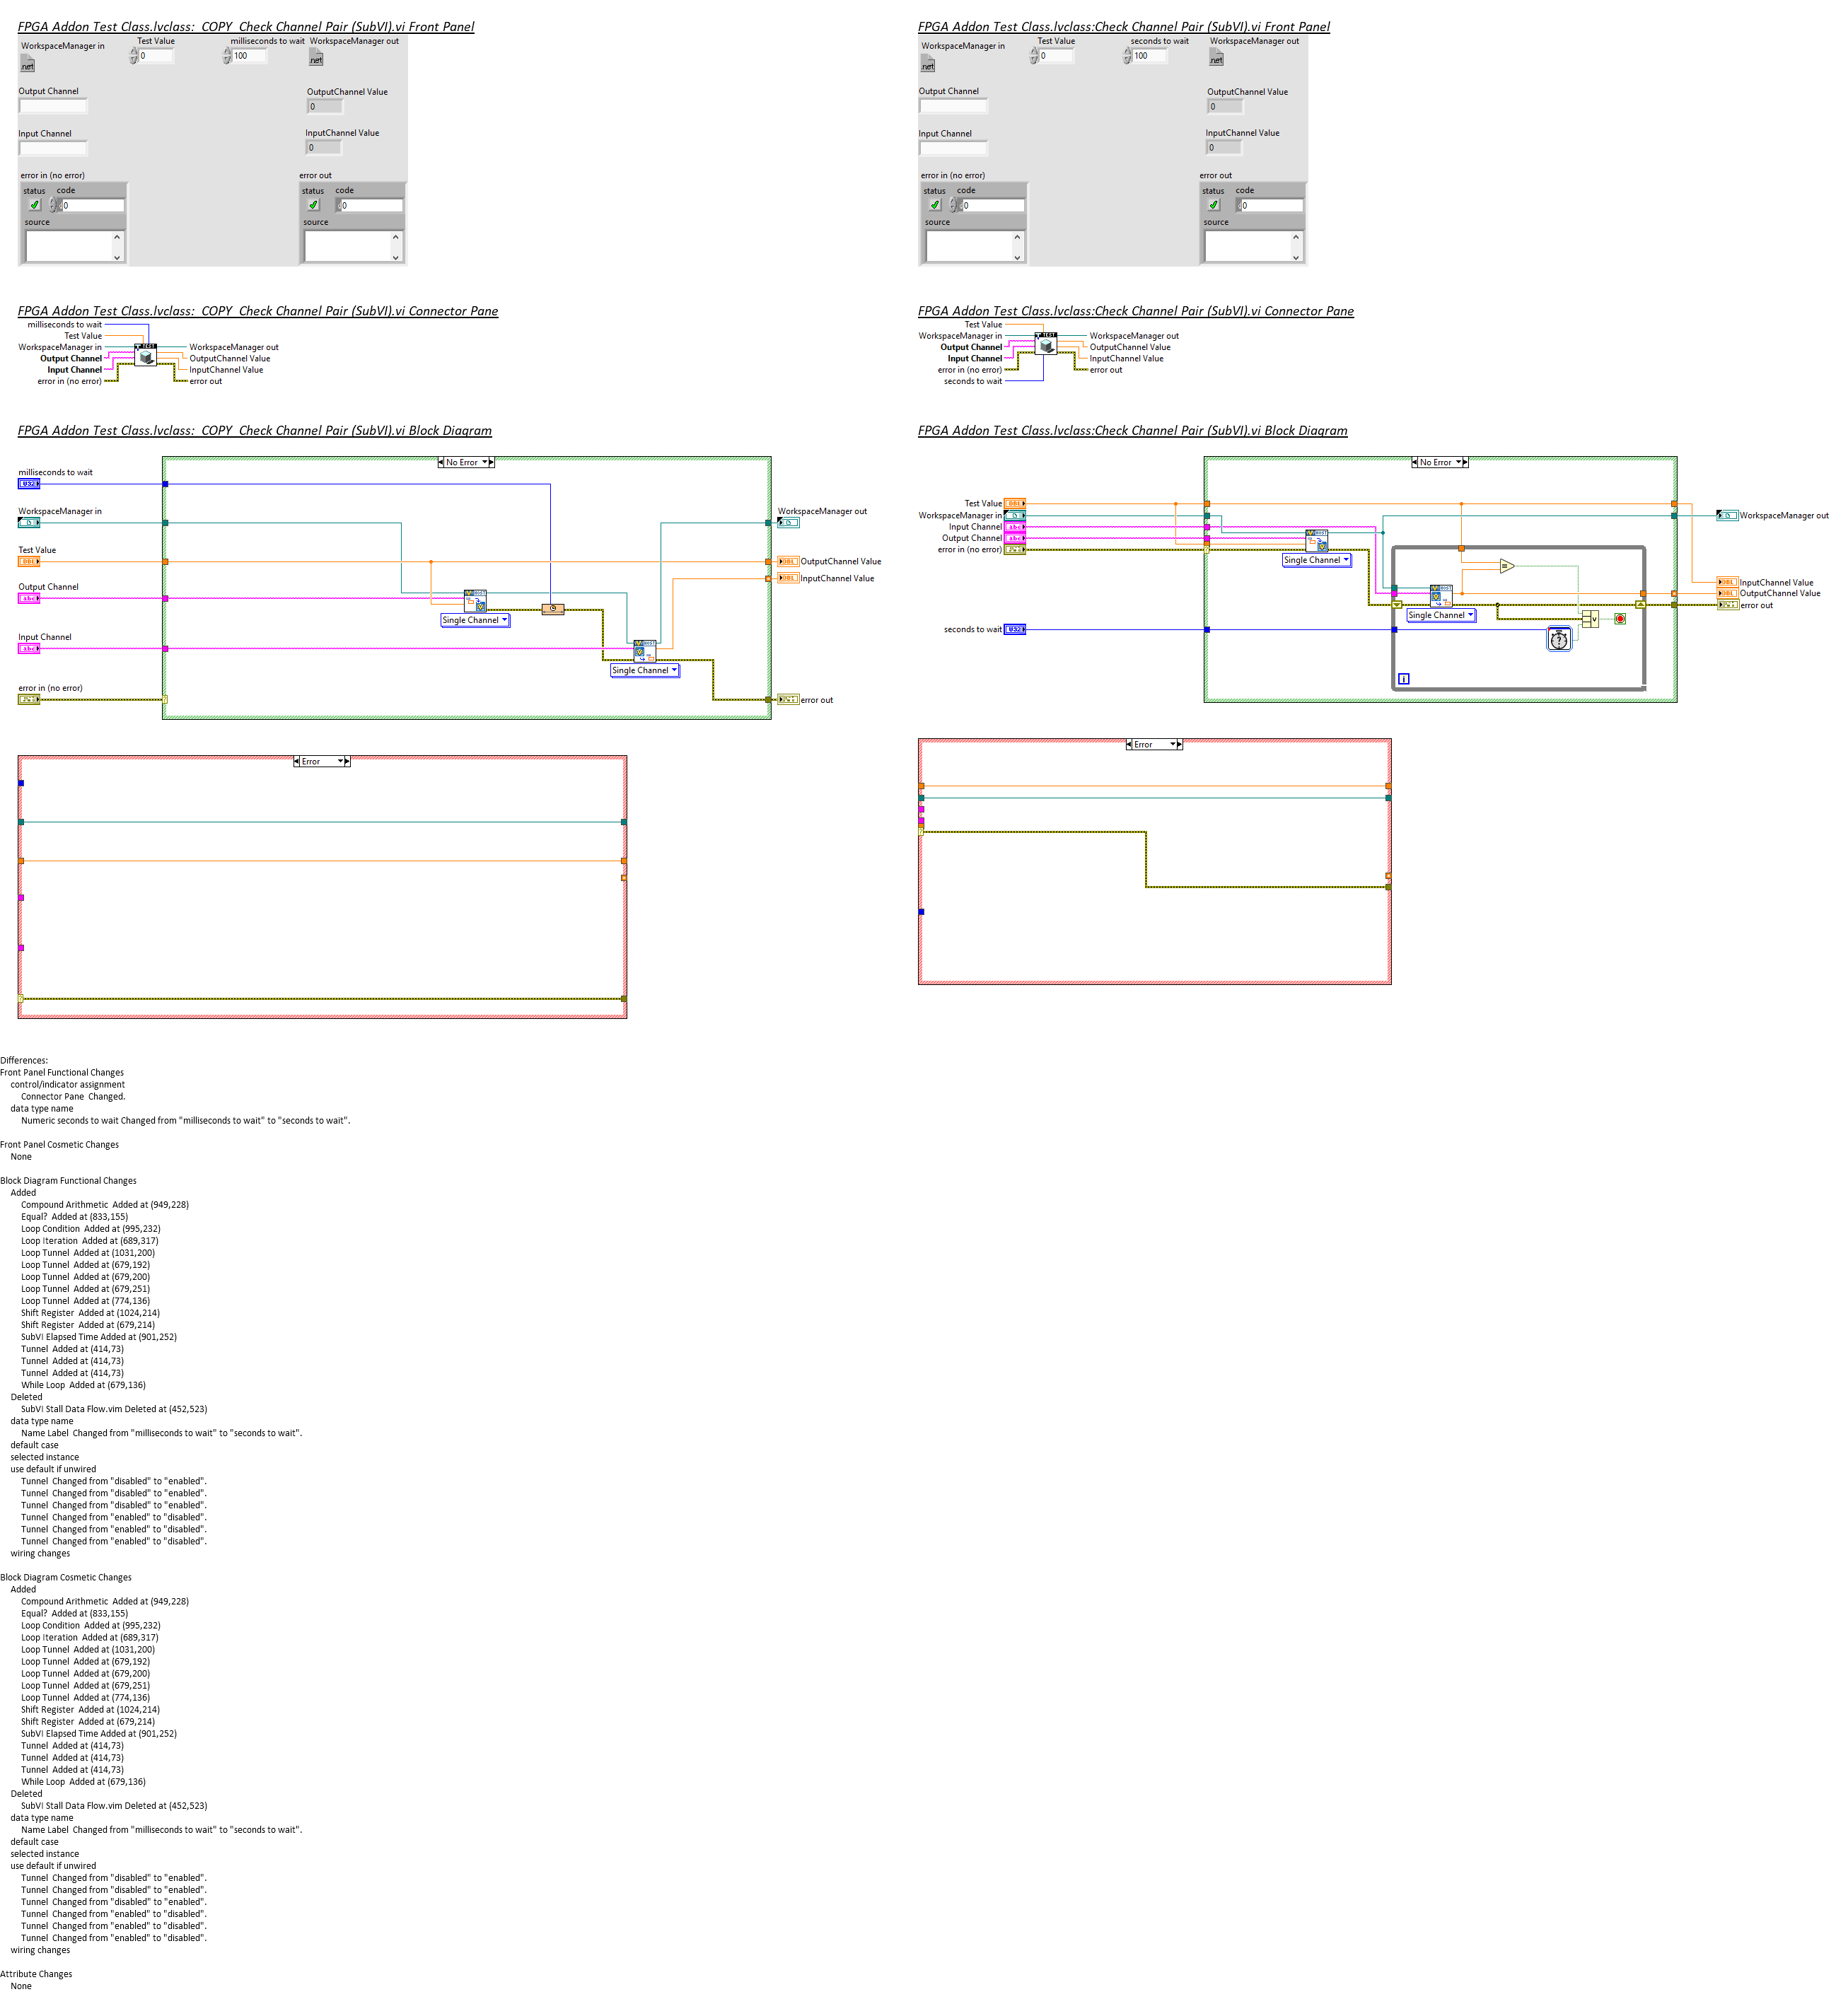 FPGA Addon Test Class.lvclass:  COPY  Check Channel Pair (SubVI).vi Front Panel
WorkspaceManager in
Test Value
milliseconds to wait
WorkspaceManager out
.net
0
100
.net
Output Channel
OutputChannel Value
0
Input Channel
InputChannel Value
0
error in (no error)
error out
status code
status code
0
0
source
source
FPGA Addon Test Class.lvclass:Check Channel Pair (SubVI).vi Front Panel
WorkspaceManager in
Test Value
seconds to wait
WorkspaceManager out
.net
0
100
.net
Output Channel
OutputChannel Value
0
Input Channel
InputChannel Value
0
error in (no error)
error out
status code
status code
0
0
source
source
FPGA Addon Test Class.lvclass:  COPY  Check Channel Pair (SubVI).vi Connector Pane
milliseconds to wait
Test Value
WorkspaceManager in
Output Channel
Input Channel
error in (no error)
TEST
WorkspaceManager out
OutputChannel Value
InputChannel Value
error out
FPGA Addon Test Class.lvclass:Check Channel Pair (SubVI).vi Connector Pane
Test Value
WorkspaceManager in
Output Channel
Input Channel
error in (no error)
seconds to wait
TEST
WorkspaceManager out
OutputChannel Value
InputChannel Value
error out
FPGA Addon Test Class.lvclass:  COPY  Check Channel Pair (SubVI).vi Block Diagram
No Error
milliseconds to wait
U32
WorkspaceManager in
WorkspaceManager out
Test Value
DBL
DBL
OutputChannel Value
DBL
InputChannel Value
Output Channel
abc
Single Channel
Input Channel
abc
Single Channel
error in (no error)
error out
Error
FPGA Addon Test Class.lvclass:Check Channel Pair (SubVI).vi Block Diagram
No Error
Test Value
DBL
WorkspaceManager in
WorkspaceManager out
Input Channel
abc
Output Channel
abc
error in (no error)
Single Channel
=
DBL
InputChannel Value
DBL
OutputChannel Value
error out
Single Channel
seconds to wait
U32
i
Error
Differences:
Front Panel Functional Changes
control/indicator assignment
Connector Pane  Changed.
data type name
Numeric seconds to wait Changed from "milliseconds to wait" to "seconds to wait".
Front Panel Cosmetic Changes
None
Block Diagram Functional Changes
Added
Compound Arithmetic  Added at (949,228)
Equal?  Added at (833,155)
Loop Condition  Added at (995,232)
Loop Iteration  Added at (689,317)
Loop Tunnel  Added at (1031,200)
Loop Tunnel  Added at (679,192)
Loop Tunnel  Added at (679,200)
Loop Tunnel  Added at (679,251)
Loop Tunnel  Added at (774,136)
Shift Register  Added at (1024,214)
Shift Register  Added at (679,214)
SubVI Elapsed Time Added at (901,252)
Tunnel  Added at (414,73)
Tunnel  Added at (414,73)
Tunnel  Added at (414,73)
While Loop  Added at (679,136)
Deleted
SubVI Stall Data Flow.vim Deleted at (452,523)
data type name
Name Label  Changed from "milliseconds to wait" to "seconds to wait".
default case
selected instance
use default if unwired
Tunnel  Changed from "disabled" to "enabled".
Tunnel  Changed from "disabled" to "enabled".
Tunnel  Changed from "disabled" to "enabled".
Tunnel  Changed from "enabled" to "disabled".
Tunnel  Changed from "enabled" to "disabled".
Tunnel  Changed from "enabled" to "disabled".
wiring changes
Block Diagram Cosmetic Changes
Added
Compound Arithmetic  Added at (949,228)
Equal?  Added at (833,155)
Loop Condition  Added at (995,232)
Loop Iteration  Added at (689,317)
Loop Tunnel  Added at (1031,200)
Loop Tunnel  Added at (679,192)
Loop Tunnel  Added at (679,200)
Loop Tunnel  Added at (679,251)
Loop Tunnel  Added at (774,136)
Shift Register  Added at (1024,214)
Shift Register  Added at (679,214)
SubVI Elapsed Time Added at (901,252)
Tunnel  Added at (414,73)
Tunnel  Added at (414,73)
Tunnel  Added at (414,73)
While Loop  Added at (679,136)
Deleted
SubVI Stall Data Flow.vim Deleted at (452,523)
data type name
Name Label  Changed from "milliseconds to wait" to "seconds to wait".
default case
selected instance
use default if unwired
Tunnel  Changed from "disabled" to "enabled".
Tunnel  Changed from "disabled" to "enabled".
Tunnel  Changed from "disabled" to "enabled".
Tunnel  Changed from "enabled" to "disabled".
Tunnel  Changed from "enabled" to "disabled".
Tunnel  Changed from "enabled" to "disabled".
wiring changes
Attribute Changes
None